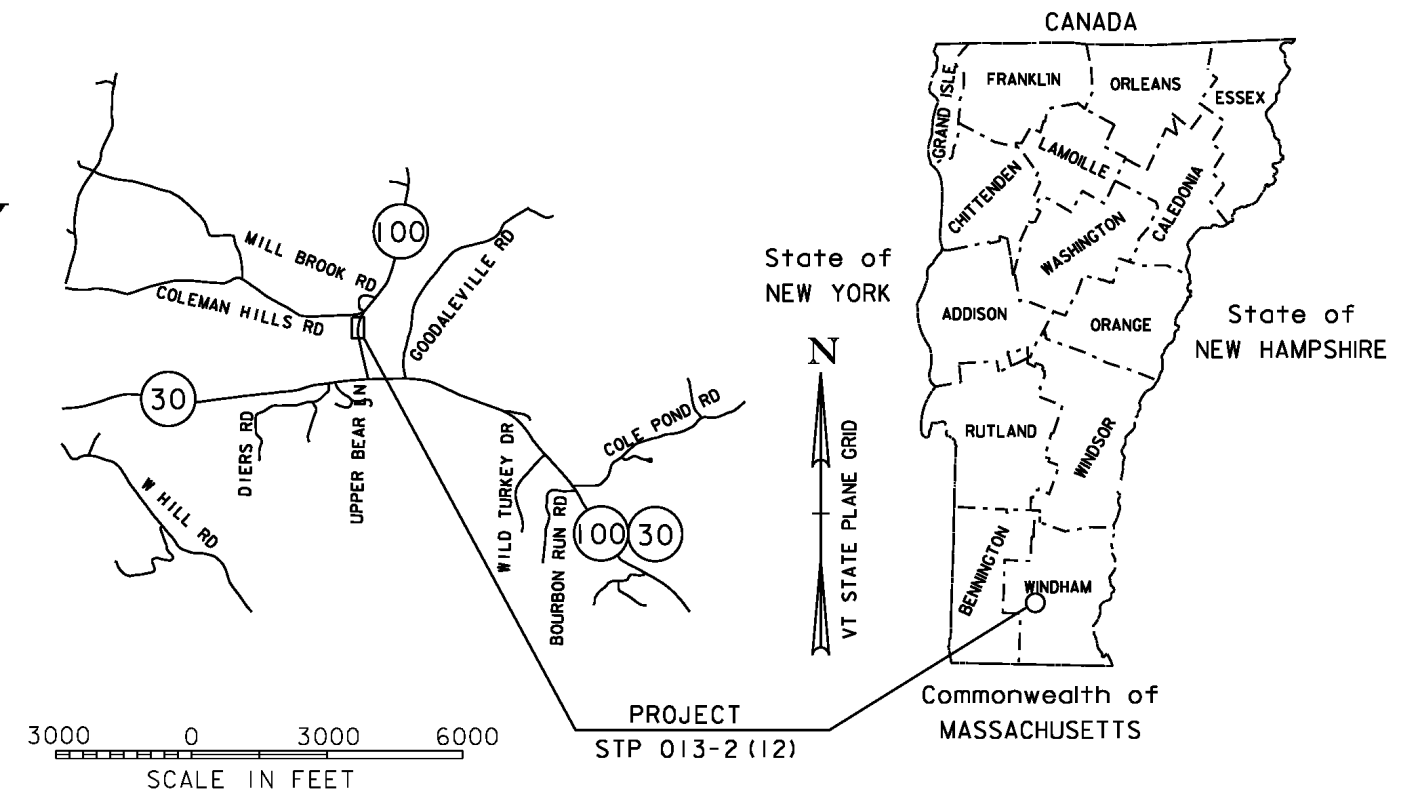 CANADA
GRAND ISLE
FRANKLIN
ORLEANS
ESSEX
LAMOILLE
CHITTENDEN
CALEDONIA
WASHINGTON
State of
NEW YORK
ADDISON
ORANGE
State of
NEW HAMPSHIRE
RUTLAND
WINDSOR
BENNINGTON
WINDHAM
Commonwealth of
MASSACHUSETTS
100
MILL BROOK RD
GOODALEVILLE RD
COLEMAN HILLS RD
30
DIERS RD
UPPER BEAR LN
COLE POND RD
WILD TURKEY DR
BOURBON RUN RD
W HILL RD
100
30
N
VT STATE PLANE GRID
PROJECT
STP 013-2 (12)
3000 0 3000 6000
SCALE IN FEET